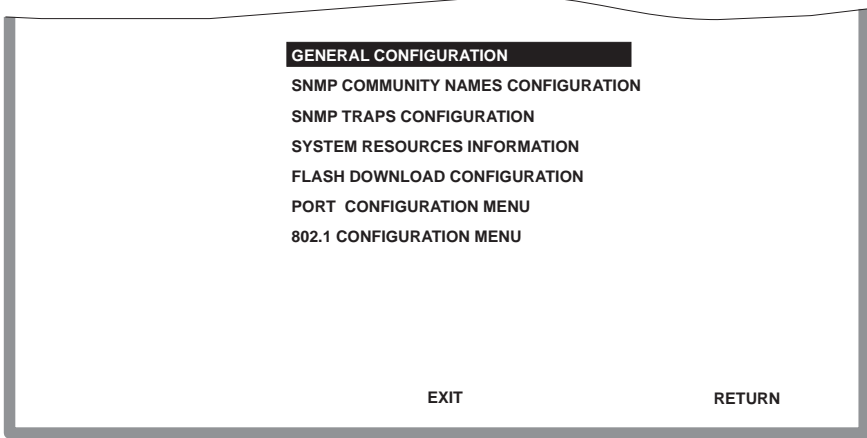 GENERAL CONFIGURATION
SNMP COMMUNITY NAMES CONFIGURATION
SNMP TRAPS CONFIGURATION
SYSTEM RESOURCES INFORMATION
FLASH DOWNLOAD CONFIGURATION
PORT  CONFIGURATION MENU
802.1 CONFIGURATION MENU
EXIT RETURN